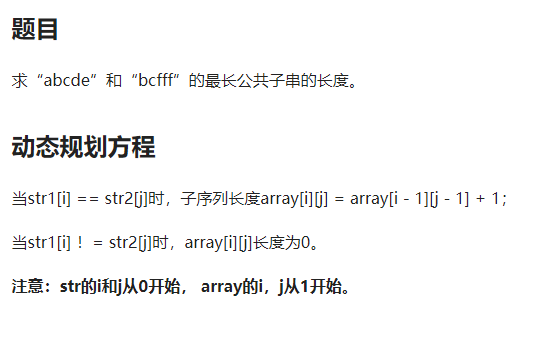 题目
求“abcde”和“bcfff”的最长公共子串的长度。
动态规划方程
当str1[i] == str2[j]时，子序列长度array[i][j] = array[i - 1][j - 1] + 1；
当str1[i] ！= str2[j]时，array[i][j]长度为0。
注意：str的i和j从0开始， array的i，j从1开始。